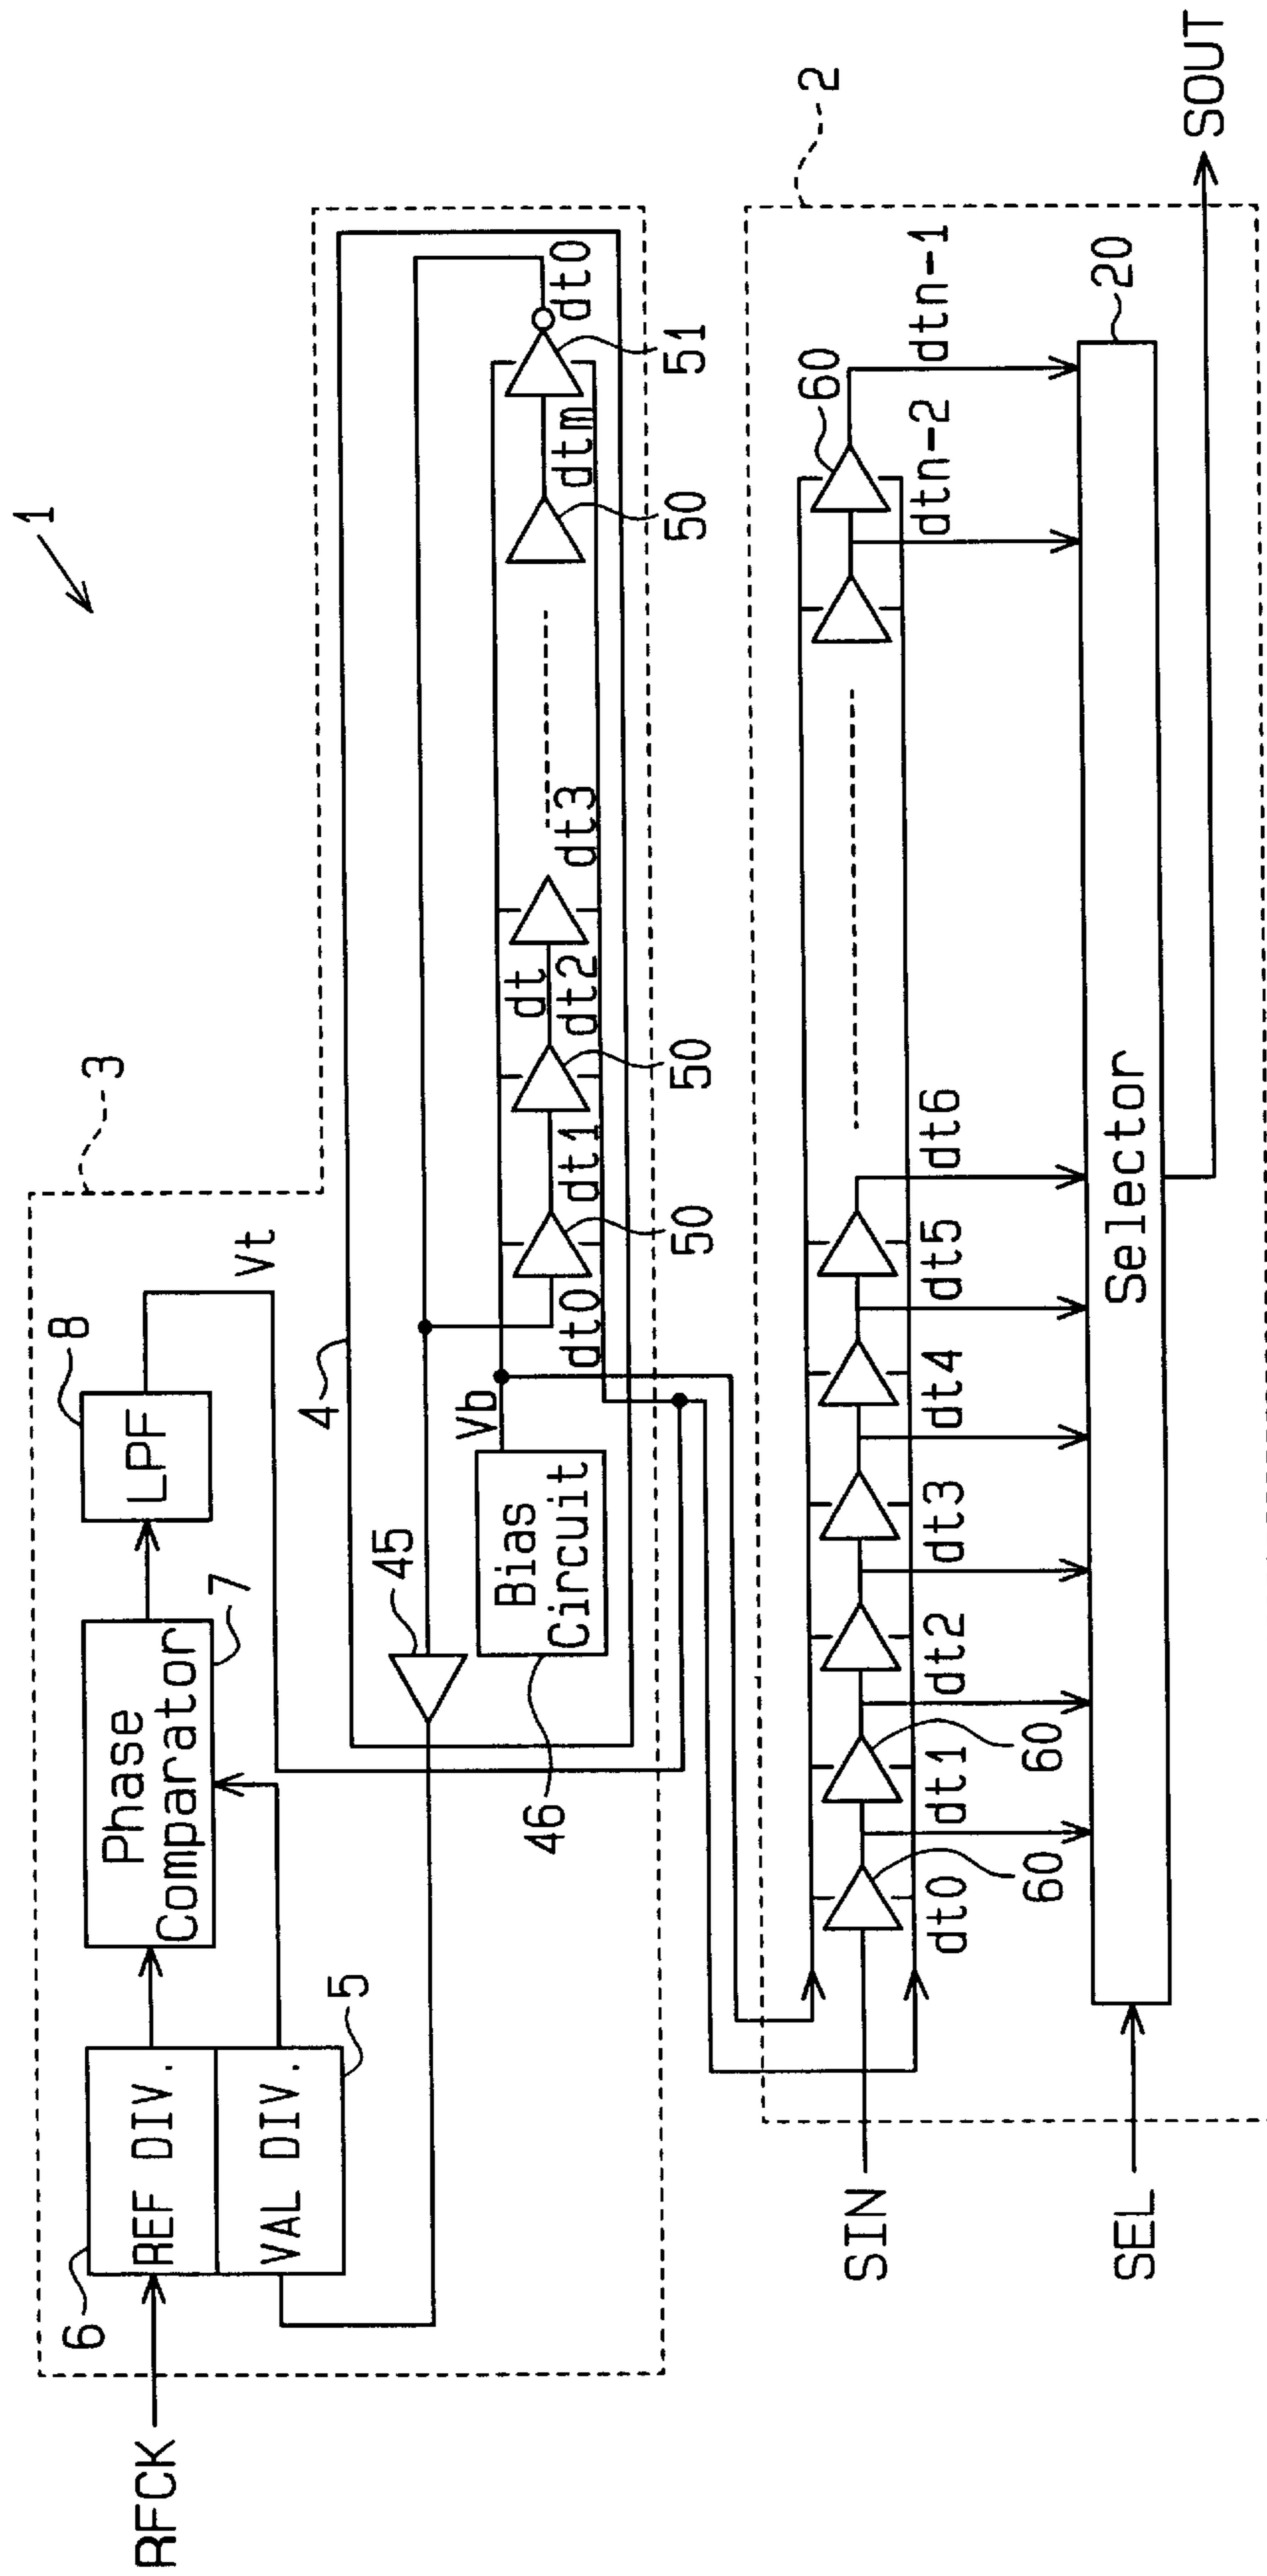 1
3
RFCK
6
REF DIV.
VAL DIV.
5
Phase
Comparator
7
LPF
8
Vt
4
45
Bias
Circuit
46
Vb
dt0
dt1
dt
dt2
dt3
dtm
dt0
50
50
50
51
2
SIN
dt0
dt1
dt2
dt3
dt4
dt5
dt6
dtn-2
dtn-1
60
60
60
SEL
Selector
20
SOUT